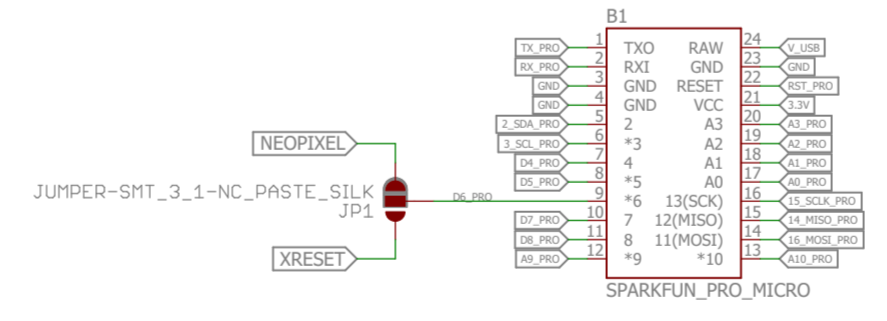 B1
TX_PRO 1 TXO RAW 24 V_USB
RX_PRO 2 RXI GND 23 GND
GND 3 GND RESET 22 RST_PRO
GND 4 GND VCC 21 3.3V
2_SDA_PRO 5 2 A3 20 A3_PRO
NEOPIXEL 3_SCL_PRO 6 *3 A2 19 A2_PRO
D4_PRO 7 4 A1 18 A1_PRO
D5_PRO 8 *5 A0 17 A0_PRO
JUMPER-SMT_3_1-NC_PASTE_SILK
JP1
D6_PRO 9 *6 13(SCK) 16 15_SCLK_PRO
D7_PRO 10 7 12(MISO) 15 14_MISO_PRO
D8_PRO 11 8 11(MOSI) 14 16_MOSI_PRO
XRESET A9_PRO 12 *9 *10 13 A10_PRO
SPARKFUN_PRO_MICRO